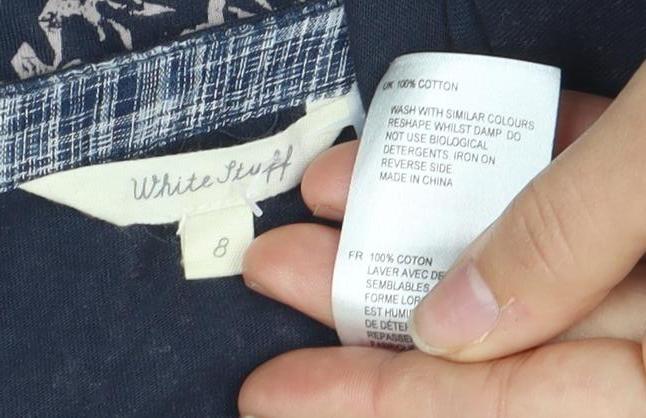 White Stuff
8
UK 100% COTTON
WASH WITH SIMILAR COLOURS
RESHAPE WHILST DAMP DO
NOT USE BIOLOGICAL
DETERGENTS IRON ON
REVERSE SIDE
MADE IN CHINA
FR 100% COTON
LAVER AVEC DE
SEMBLABLES
FORME LOR
EST HUMI
DE DÉTER
REPASSE